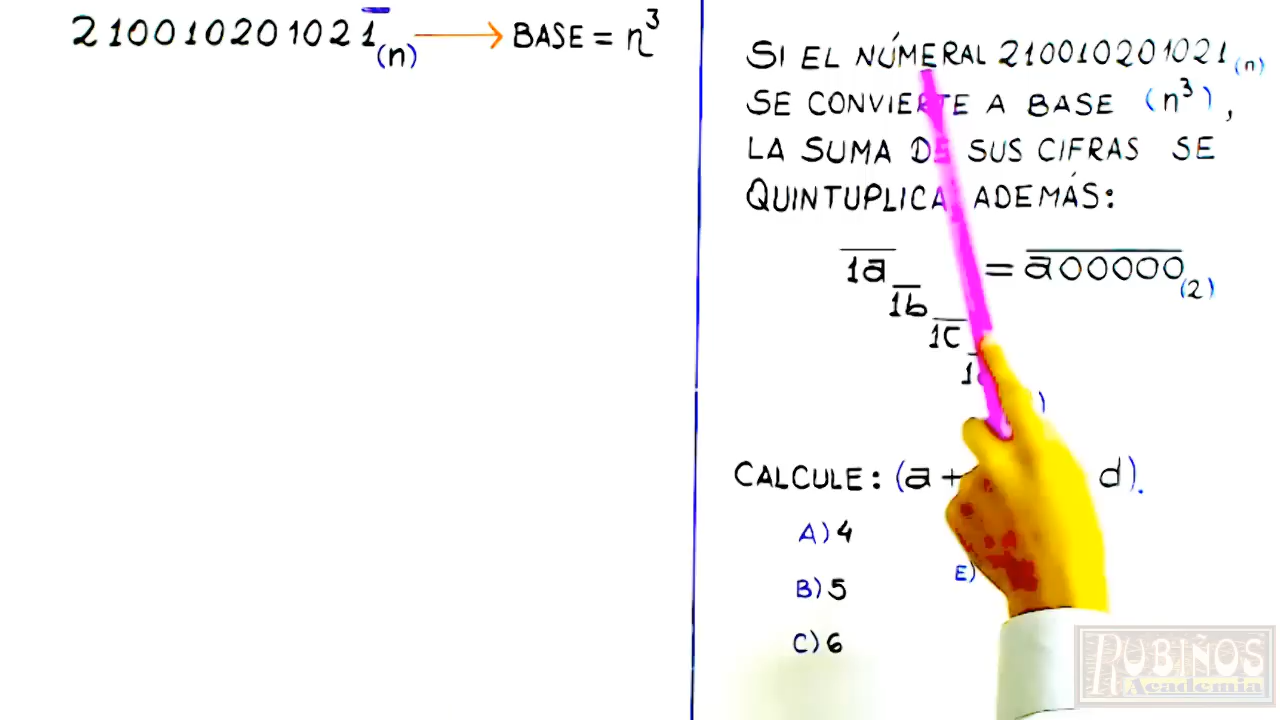 210010201021(n) → BASE = n³
SI EL NÚMERAL 210010201021(n)
SE CONVIERTE A BASE (n³),
LA SUMA DE SUS CIFRAS SE
QUINTUPLICA ADEMÁS:
1a
1b
1c
1
= a00000(2)
)
CALCULE: (a + d).
A) 4
B) 5
E)
C) 6
RUBIÑOS
Academia